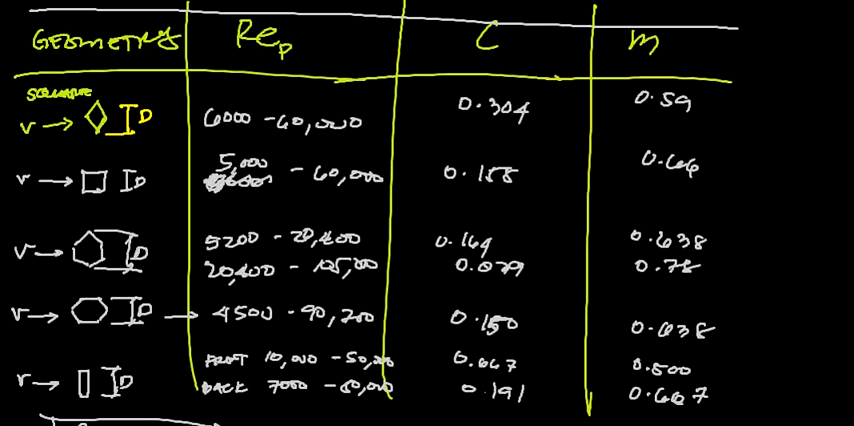 GEOMETRY Re_D C m
SQUARE
V → D 6000 - 60,000 0.304 0.59
V → D 5,000 - 60,000 0.158 0.66
V → D 5200 - 20,400 0.164 0.638
20,400 - 105,000 0.039 0.78
V → D → 4500 - 90,700 0.150 0.638
FRONT 10,000 - 50,000 0.667 0.500
V → D BACK 7000 - 80,000 0.191 0.667